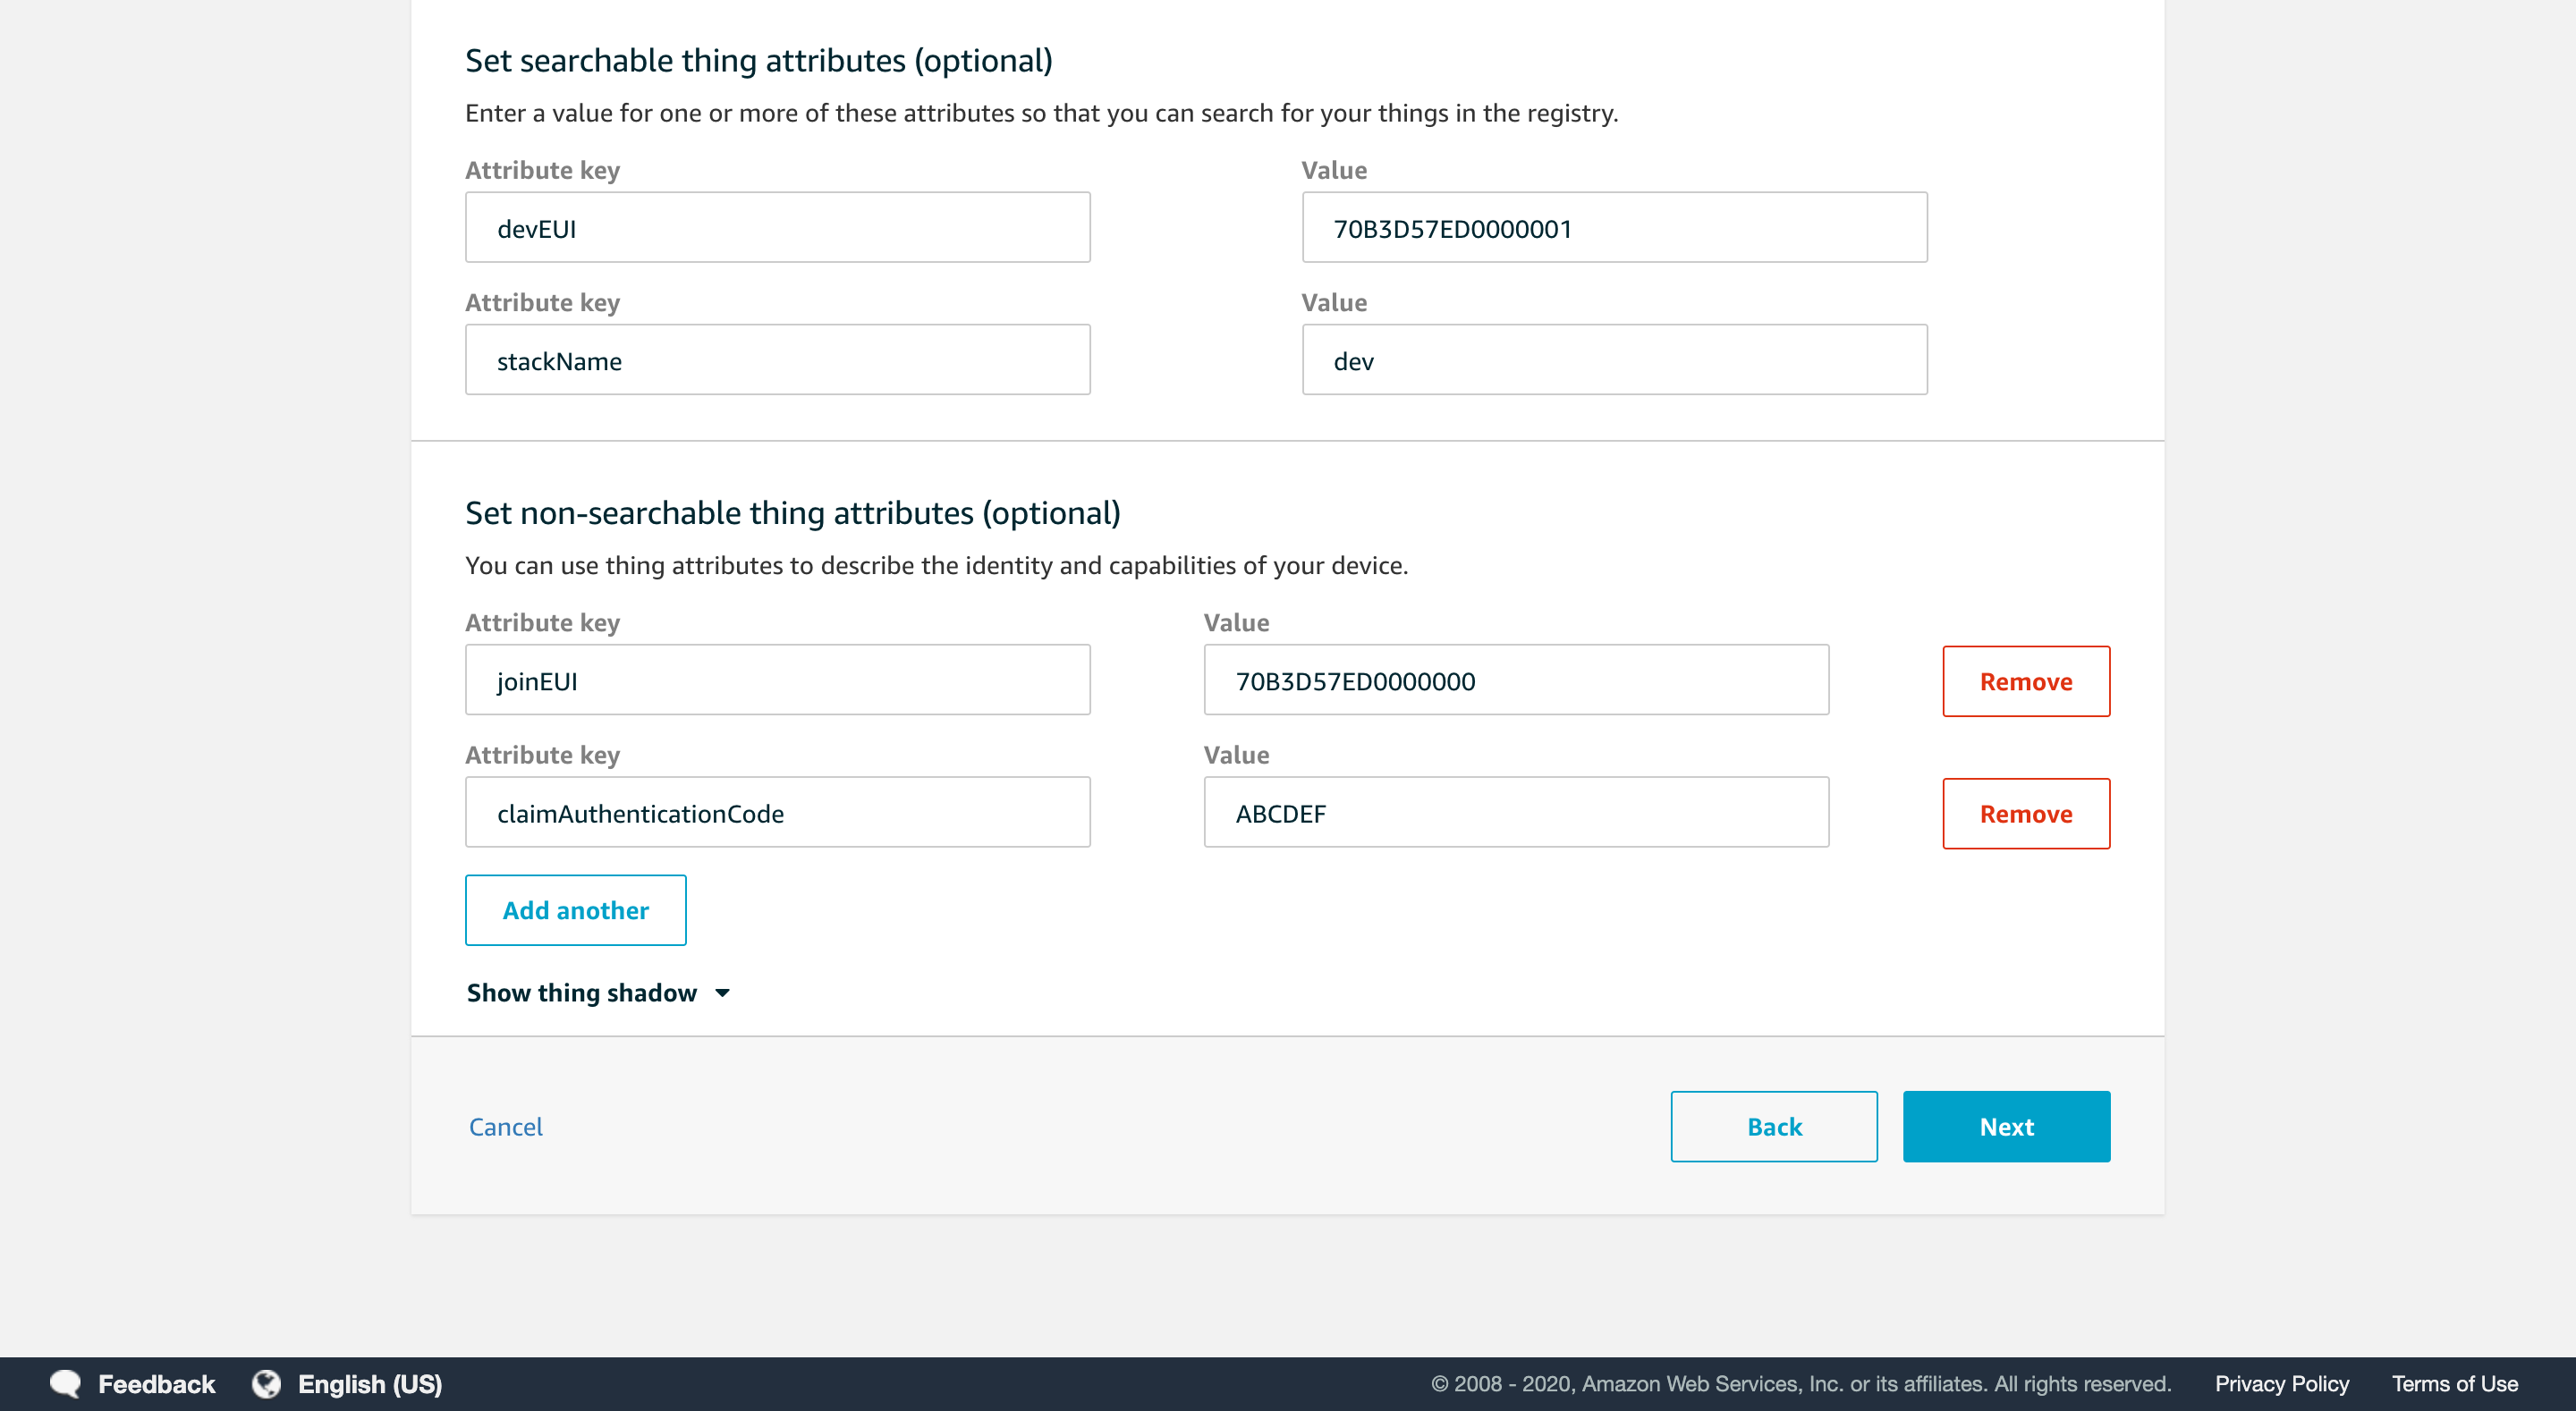 Set searchable thing attributes (optional)
Enter a value for one or more of these attributes so that you can search for your things in the registry.
Attribute key Value
devEUI 70B3D57ED0000001
Attribute key Value
stackName dev
Set non-searchable thing attributes (optional)
You can use thing attributes to describe the identity and capabilities of your device.
Attribute key Value
joinEUI 70B3D57ED0000000 Remove
Attribute key Value
claimAuthenticationCode ABCDEF Remove
Add another
Show thing shadow
Cancel Back Next
Feedback English (US) © 2008 - 2020, Amazon Web Services, Inc. or its affiliates. All rights reserved. Privacy Policy Terms of Use